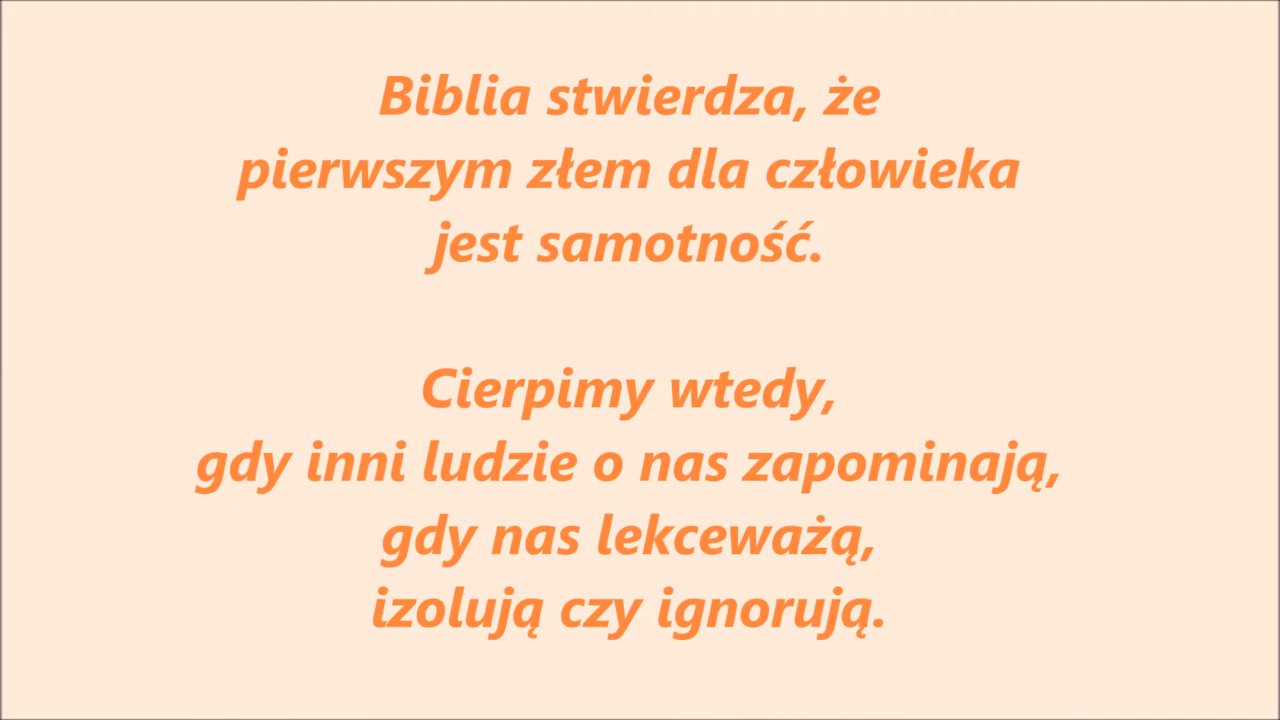 Biblia stwierdza, że
pierwszym złem dla człowieka
jest samotność.
Cierpimy wtedy,
gdy inni ludzie o nas zapominają,
gdy nas lekceważą,
izolują czy ignorują.